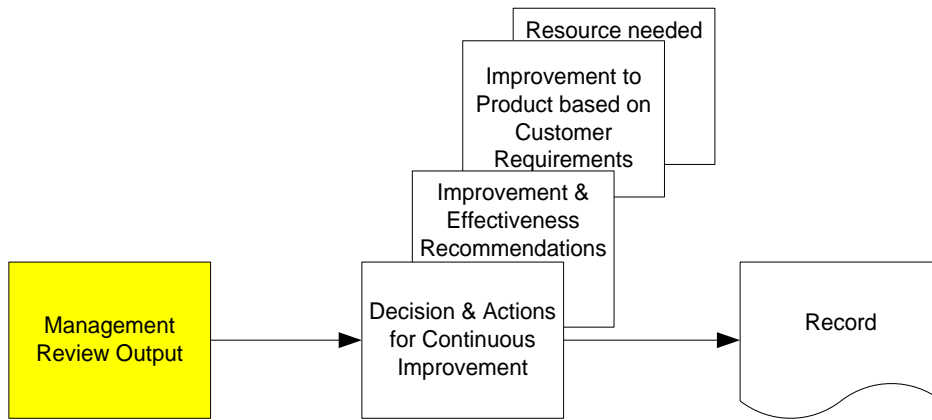 Resource needed
Improvement to
Product based on
Customer
Requirements
Improvement &
Effectiveness
Recommendations
Management
Review Output
Decision & Actions
for Continuous
Improvement
Record